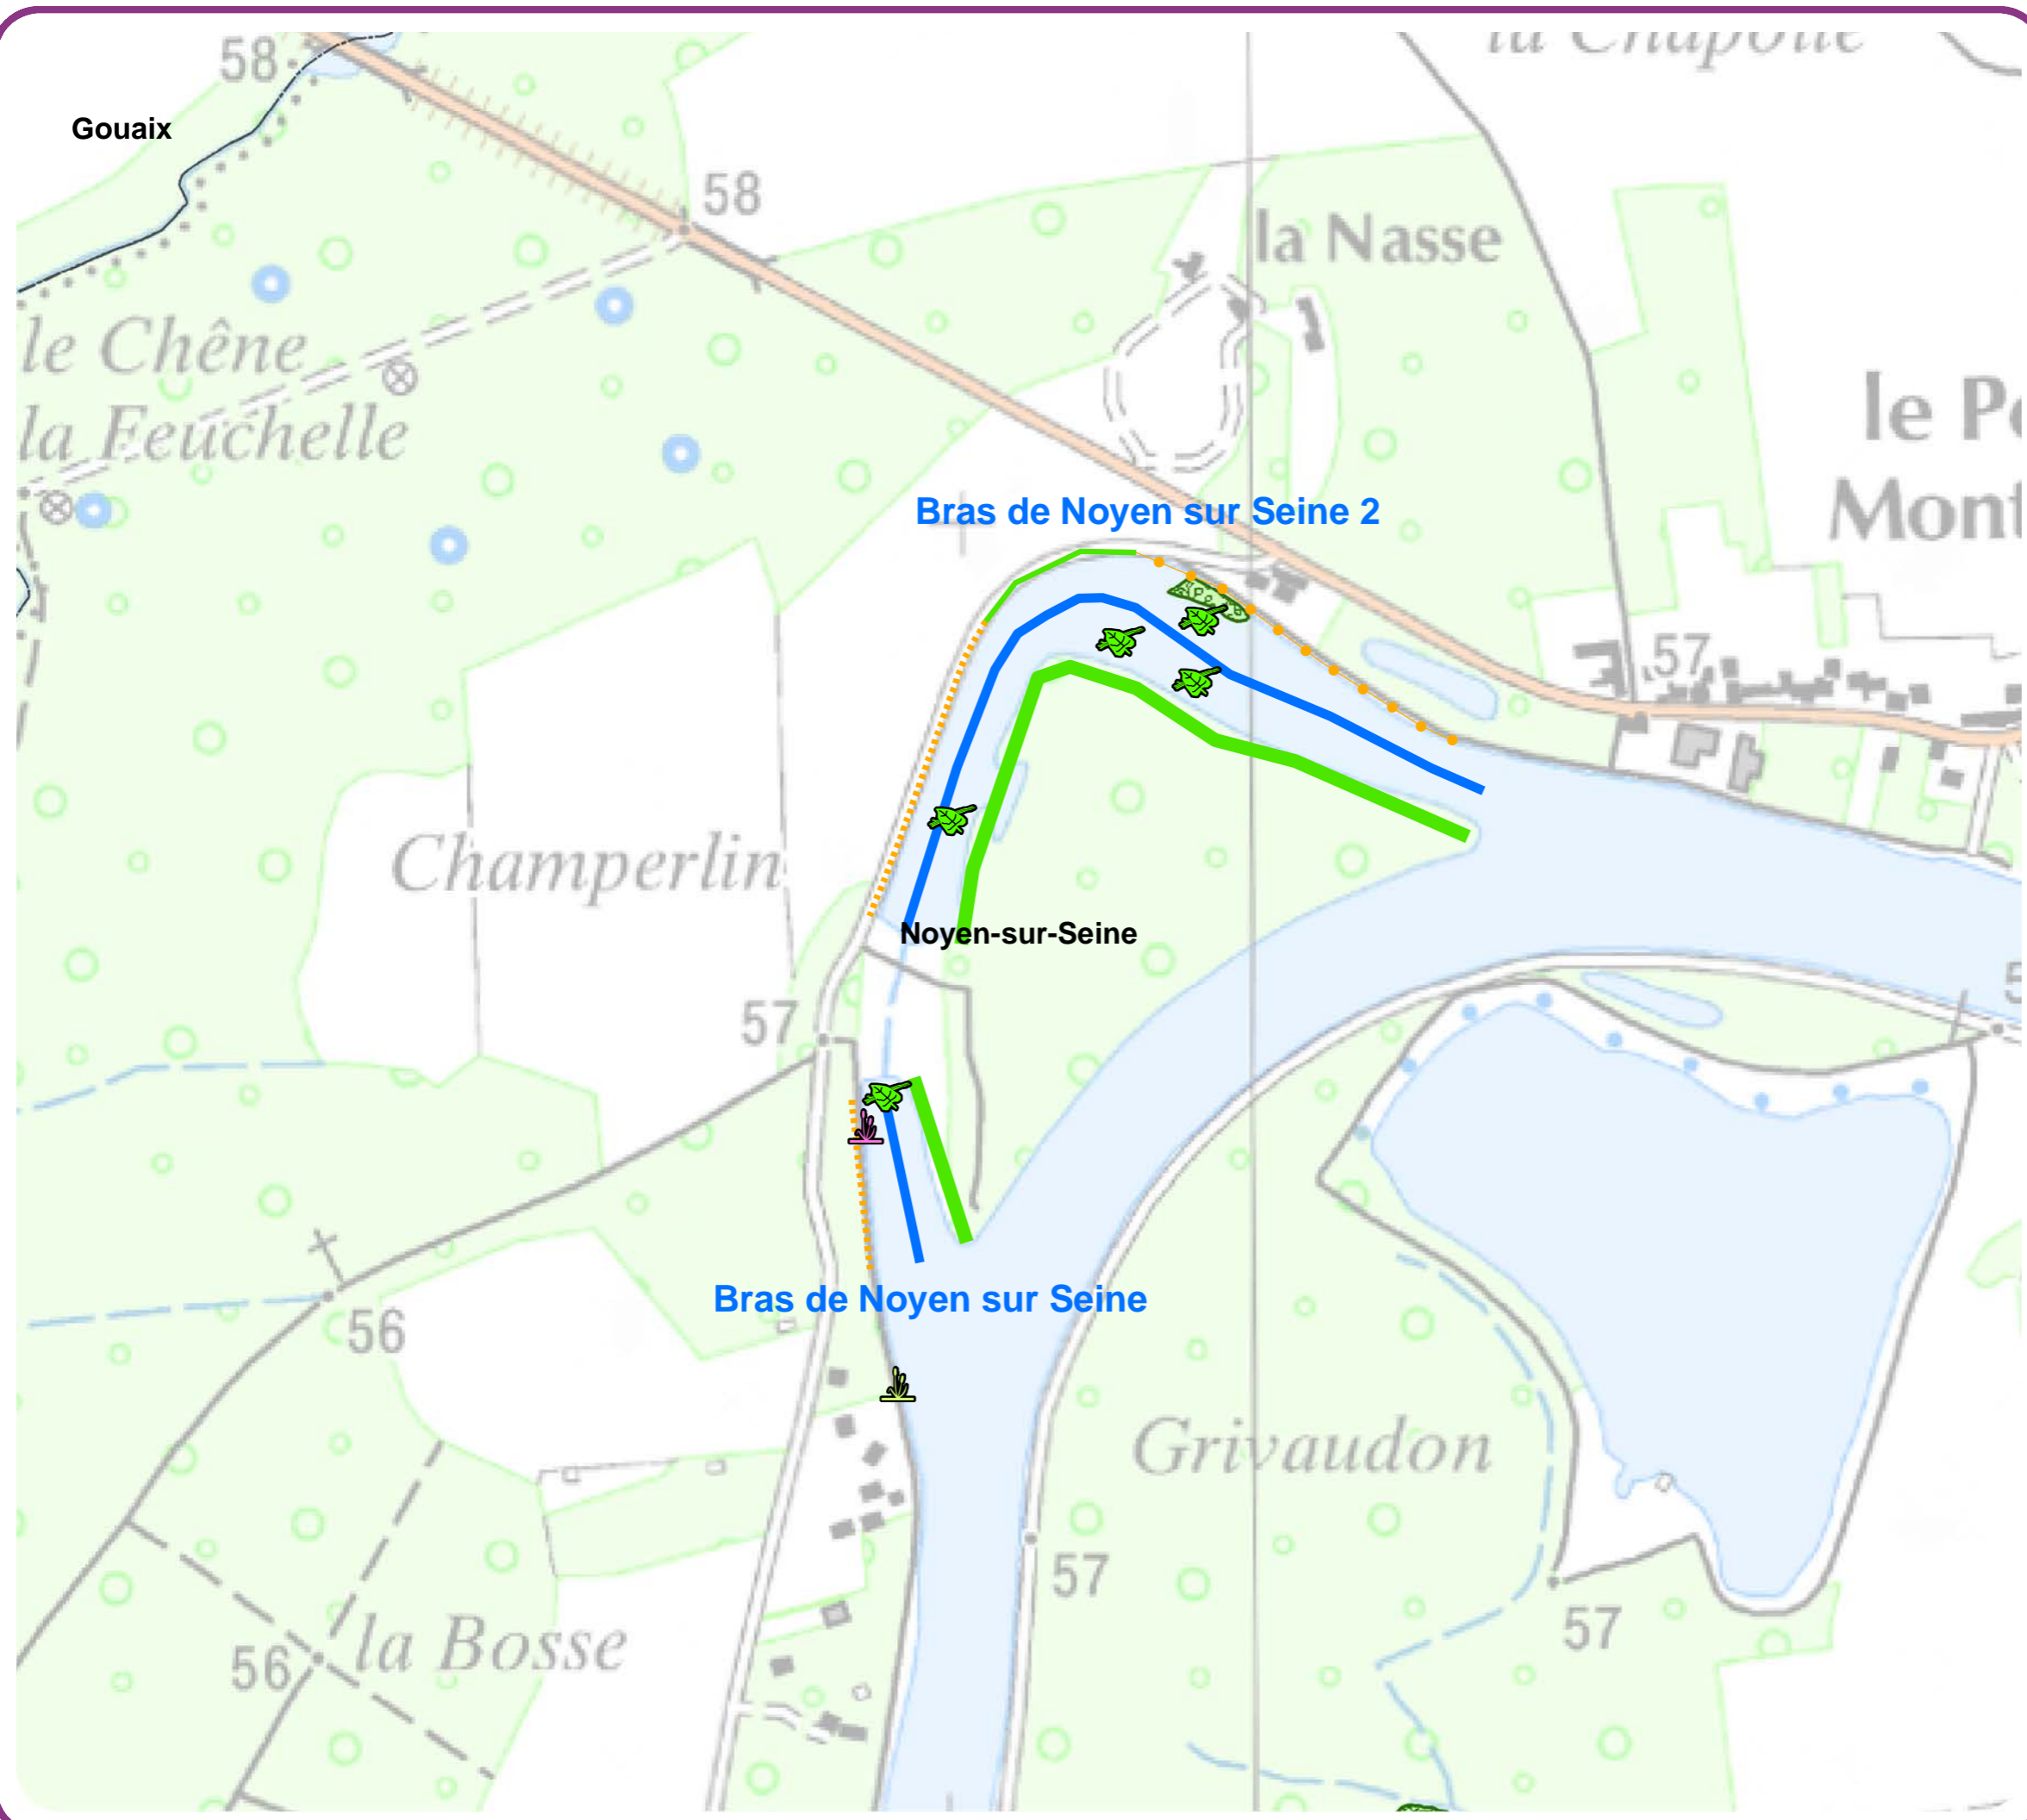 58
Gouaix
58
la Nasse
le Chêne
la Feuchelle
Bras de Noyen sur Seine 2
57
Champerlin
Noyen-sur-Seine
57
Bras de Noyen sur Seine
56
Grivaudon
57
57
la Bosse
56